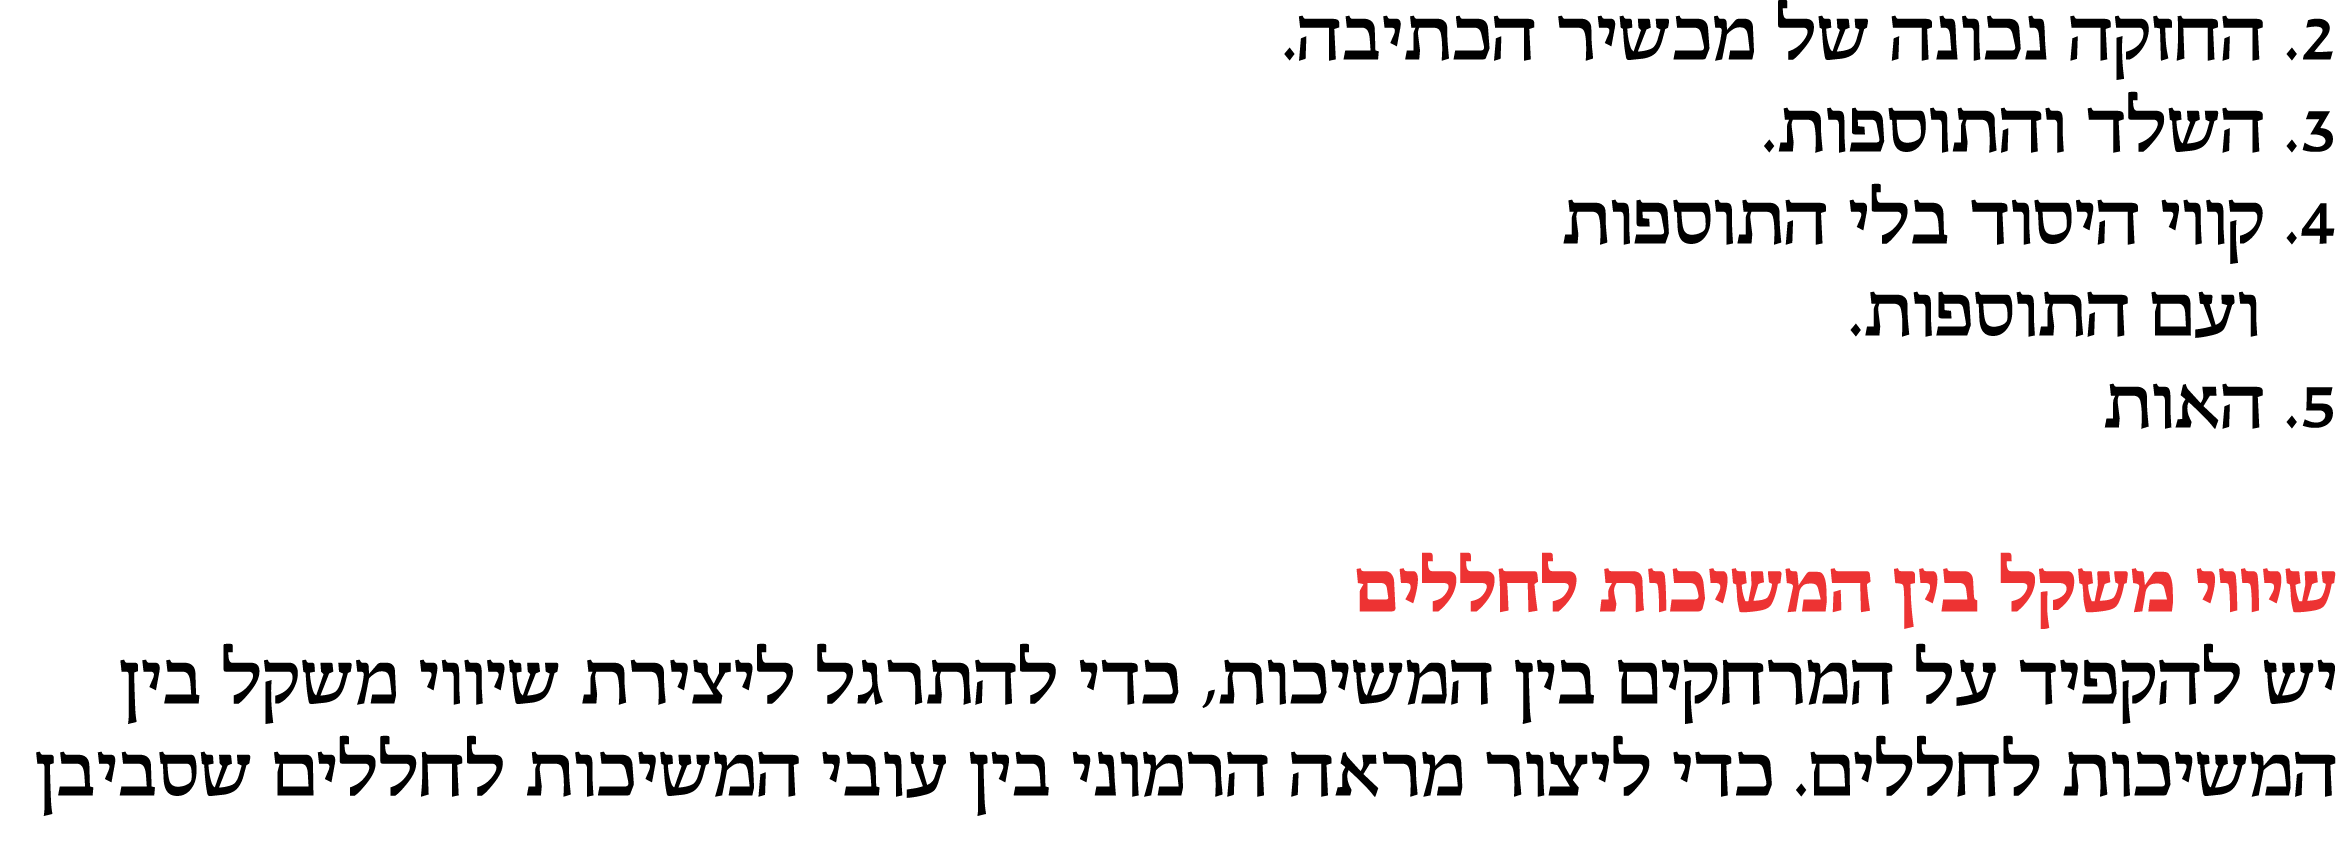 2. החזקה נכונה של מכשיר הכתיבה.
3. השלד והתוספות.
4. קווי היסוד בלי התוספות
ועם התוספות.
5. האות
שיווי משקל בין המשיכות לחללים
יש להקפיד על המרחקים בין המשיכות, כדי להתרגל ליצירת שיווי משקל בין
המשיכות לחללים. כדי ליצור מראה הרמוני בין עובי המשיכות לחללים שסביבן